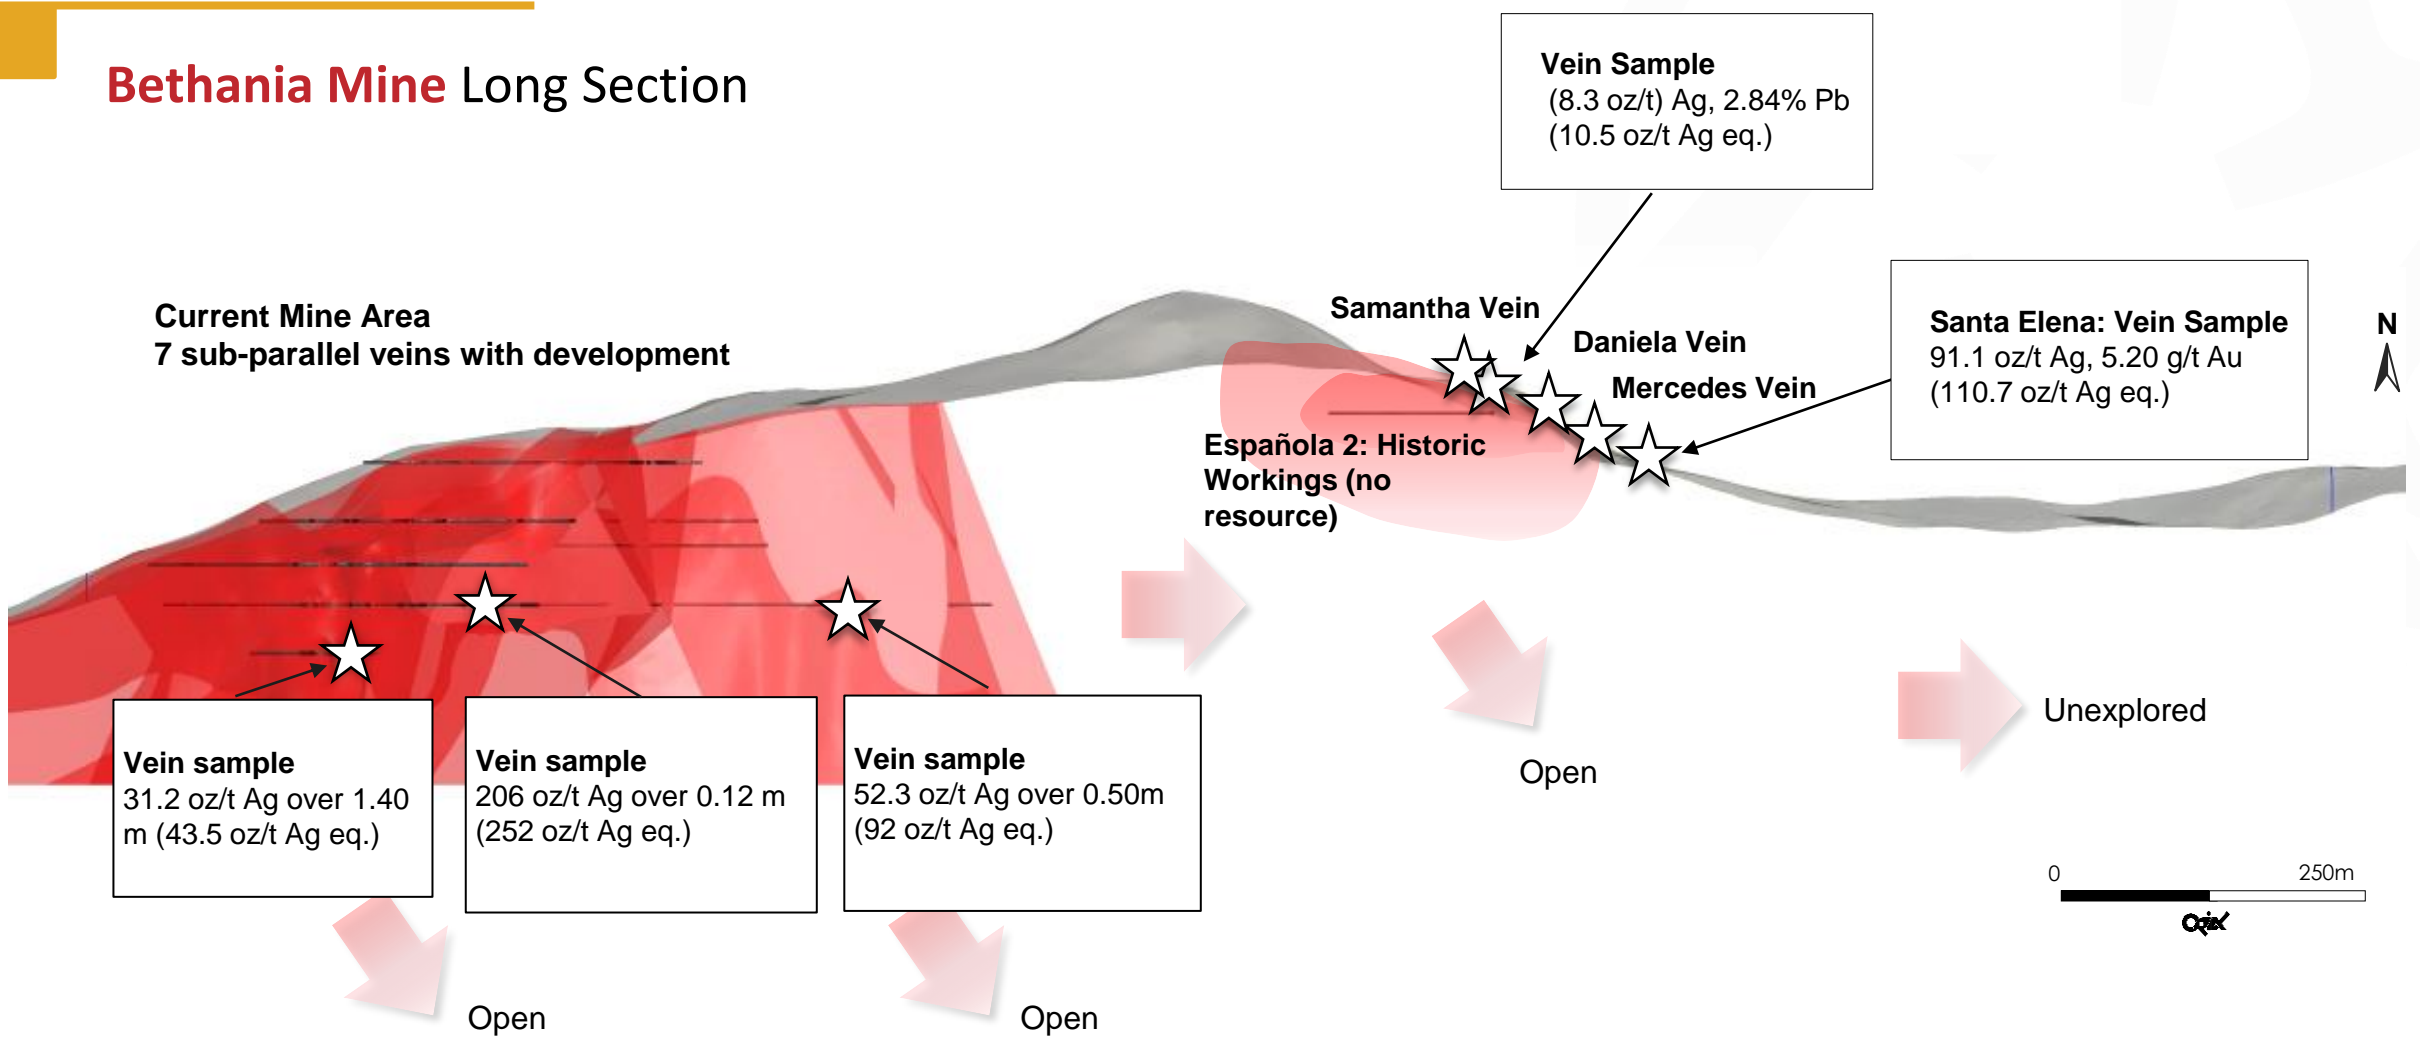 Bethania Mine Long Section
Vein Sample
(8.3 oz/t) Ag, 2.84% Pb
(10.5 oz/t Ag eq.)
Current Mine Area
7 sub-parallel veins with development
Samantha Vein
Daniela Vein
Mercedes Vein
Santa Elena: Vein Sample
91.1 oz/t Ag, 5.20 g/t Au
(110.7 oz/t Ag eq.)
N
Española 2: Historic
Workings (no
resource)
Vein sample
31.2 oz/t Ag over 1.40
m (43.5 oz/t Ag eq.)
Vein sample
206 oz/t Ag over 0.12 m
(252 oz/t Ag eq.)
Vein sample
52.3 oz/t Ag over 0.50m
(92 oz/t Ag eq.)
Open
Unexplored
0 250m
Open
Open